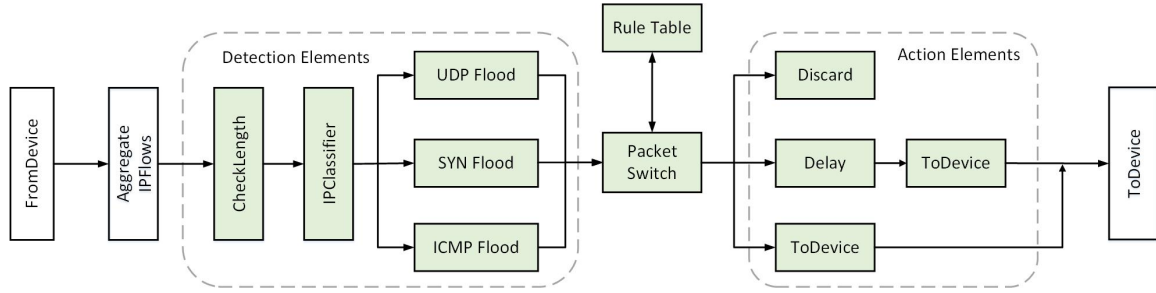 FromDevice
Aggregate
IPFlows
Detection Elements
CheckLength
IPClassifier
UDP Flood
SYN Flood
ICMP Flood
Rule Table
Packet
Switch
Action Elements
Discard
Delay
ToDevice
ToDevice
ToDevice